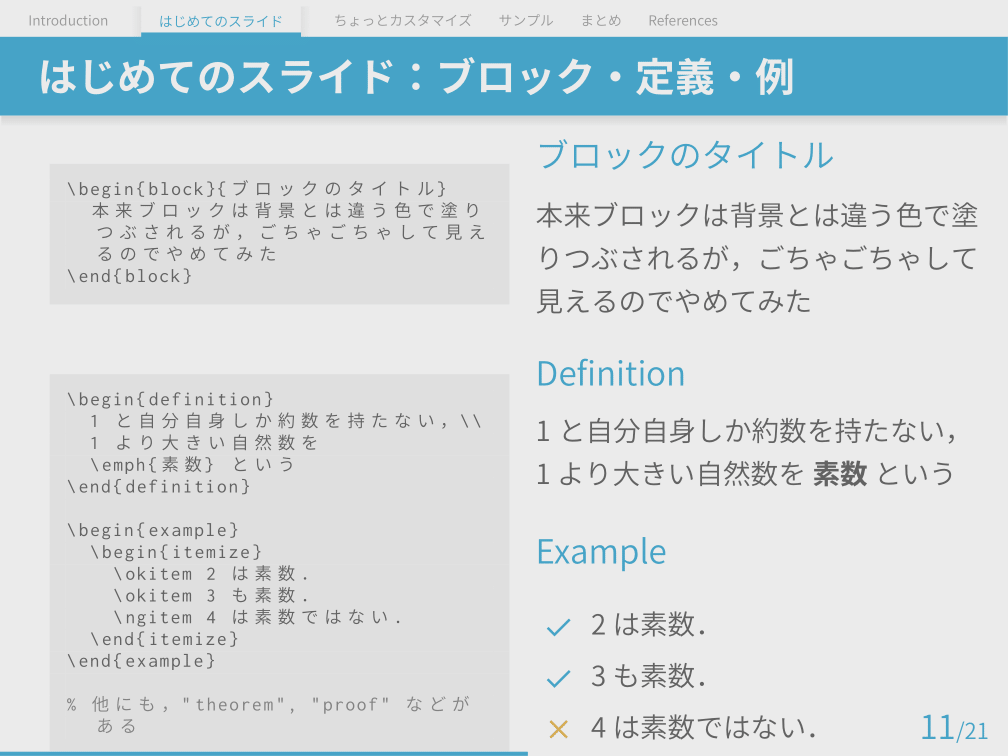 Introduction はじめてのスライド ちょっとカスタマイズ サンプル まとめ References
はじめてのスライド：ブロック・定義・例
\begin{block}{ブロックのタイトル}
本来ブロックは背景とは違う色で塗り
つぶされるが，ごちゃごちゃして見え
るのでやめてみた
\end{block}
\begin{definition}
1 と自分自身しか約数を持たない，\\
1 より大きい自然数を
\emph{素数} という
\end{definition}
\begin{example}
\begin{itemize}
\okitem 2 は素数．
\okitem 3 も素数．
\ngitem 4 は素数ではない．
\end{itemize}
\end{example}
% 他にも，"theorem", "proof" などが
ある
ブロックのタイトル
本来ブロックは背景とは違う色で塗
りつぶされるが，ごちゃごちゃして
見えるのでやめてみた
Definition
1 と自分自身しか約数を持たない，
1 より大きい自然数を 素数 という
Example
2 は素数．
3 も素数．
4 は素数ではない．
11/21